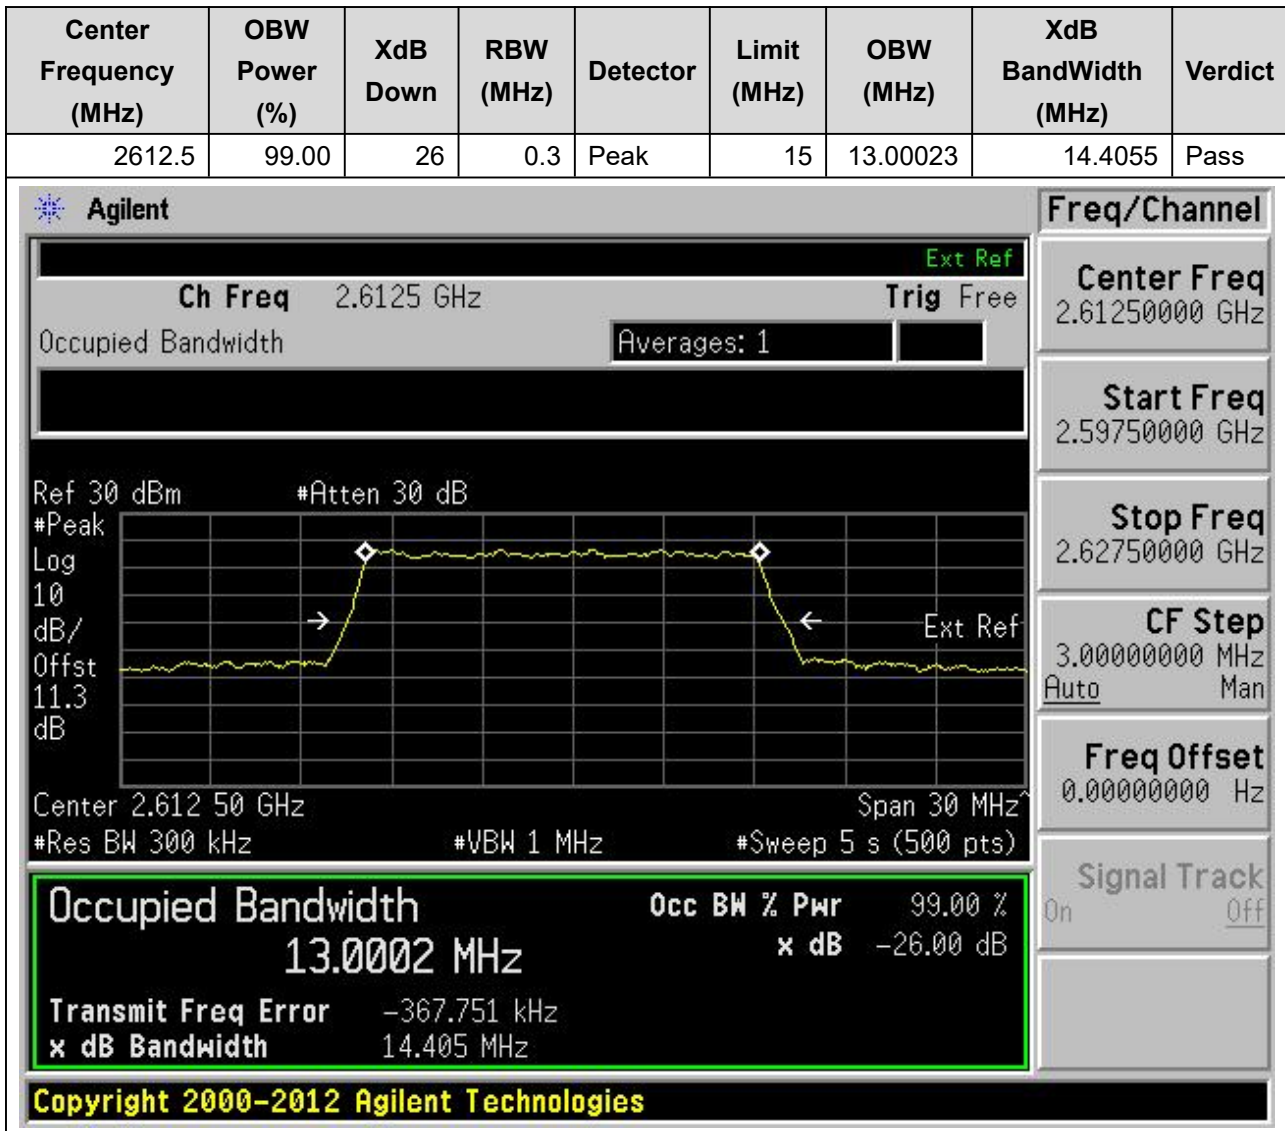 Center Frequency (MHz) OBW Power (%) XdB Down RBW (MHz) Detector Limit (MHz) OBW (MHz) XdB BandWidth (MHz) Verdict
2612.5 99.00 26 0.3 Peak 15 13.00023 14.4055 Pass
Agilent
Freq/Channel
Ext Ref
Ch Freq 2.6125 GHz Trig Free
Occupied Bandwidth Averages: 1
Center Freq
2.61250000 GHz
Start Freq
2.59750000 GHz
Stop Freq
2.62750000 GHz
CF Step
3.00000000 MHz
Auto Man
Freq Offset
0.00000000 Hz
Signal Track
On Off
Ref 30 dBm #Atten 30 dB
#Peak
Log
10
dB/
Offst
11.3
dB
Ext Ref
Center 2.612 50 GHz Span 30 MHz^
#Res BW 300 kHz #VBW 1 MHz #Sweep 5 s (500 pts)
Occupied Bandwidth
13.0002 MHz
Occ BW % Pwr 99.00 %
x dB -26.00 dB
Transmit Freq Error -367.751 kHz
x dB Bandwidth 14.405 MHz
Copyright 2000-2012 Agilent Technologies